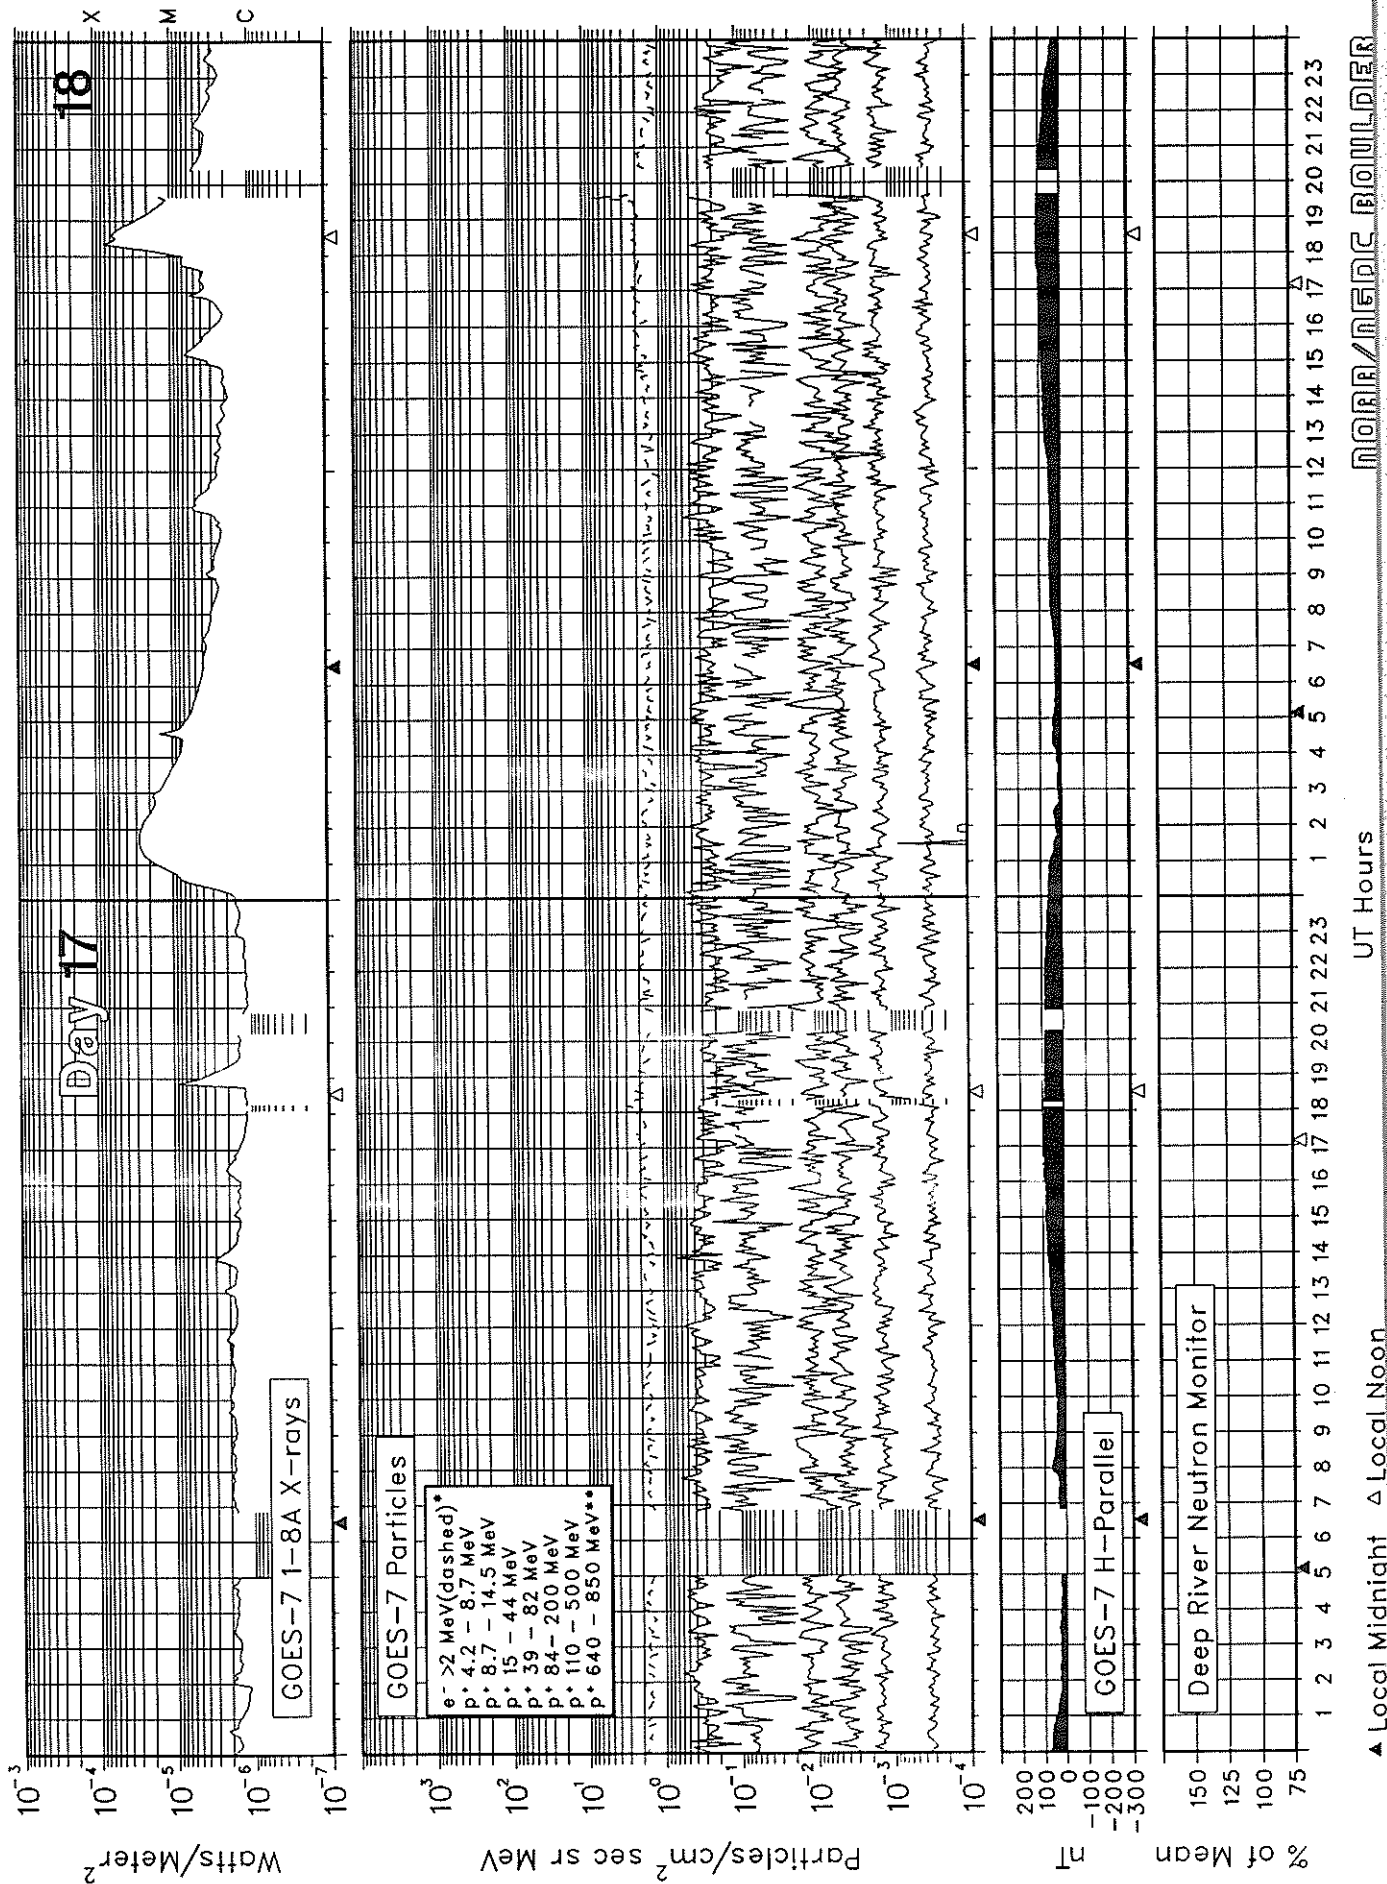 Day 17
18
X
M
C
10⁻³
10⁻⁴
10⁻⁵
10⁻⁶
10⁻⁷
Watts/Meter²
GOES-7 1-8A X-rays
GOES-7 Particles
e⁻ >2 MeV(dashed)*
p⁺ 4.2 - 8.7 MeV
p⁺ 8.7 - 14.5 MeV
p⁺ 15 - 44 MeV
p⁺ 39 - 82 MeV
p⁺ 84 - 200 MeV
p⁺ 110 - 500 MeV
p⁺ 640 - 850 MeV**
10³
10²
10¹
10⁰
10⁻¹
10⁻²
10⁻³
10⁻⁴
Particles/cm² sec sr MeV
GOES-7 H-Parallel
200
100
0
-100
-200
-300
nT
Deep River Neutron Monitor
150
125
100
75
% of Mean
1 2 3 4 5 6 7 8 9 10 11 12 13 14 15 16 17 18 19 20 21 22 23 1 2 3 4 5 6 7 8 9 10 11 12 13 14 15 16 17 18 19 20 21 22 23
UT Hours
▲ Local Midnight △ Local Noon
NOAA/NGDC BOULDER